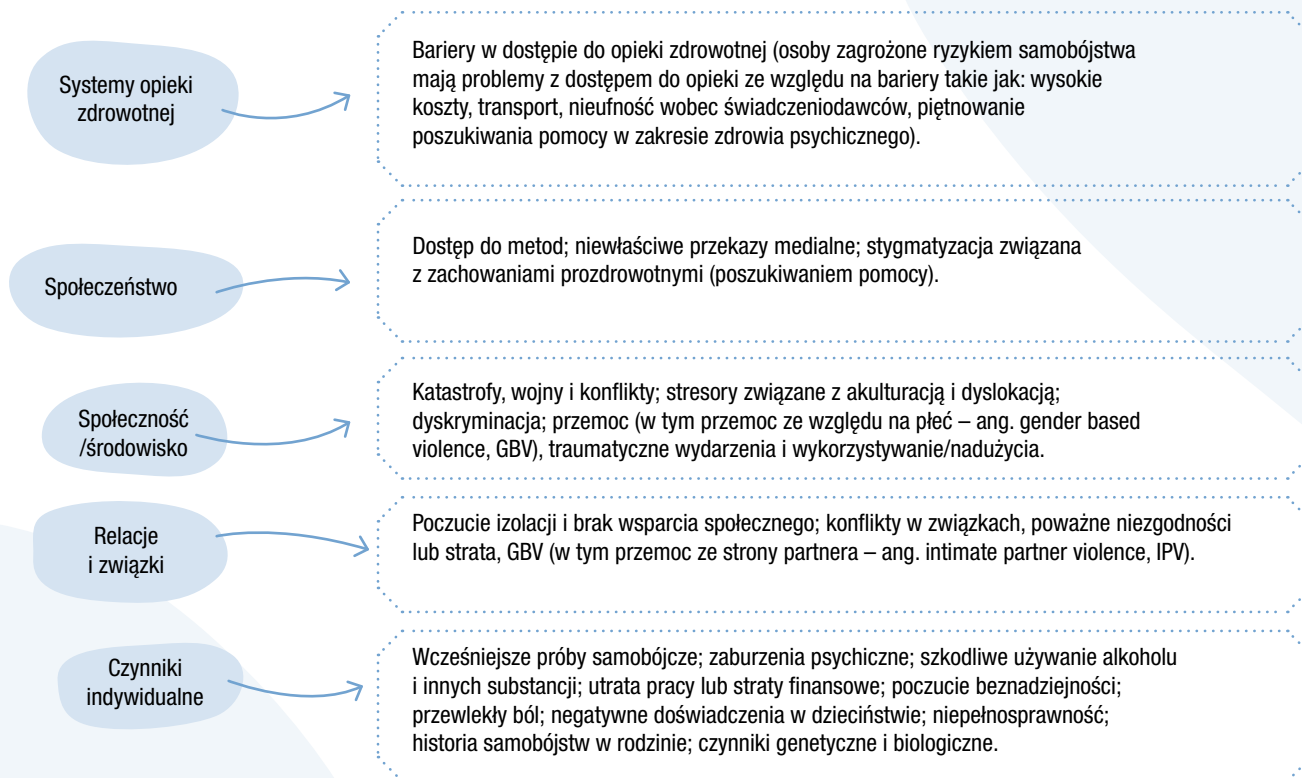 Systemy opieki
zdrowotnej
Bariery w dostępie do opieki zdrowotnej (osoby zagrożone ryzykiem samobójstwa
mają problemy z dostępem do opieki ze względu na bariery takie jak: wysokie
koszty, transport, nieufność wobec świadczeniodawców, piętnowanie
poszukiwania pomocy w zakresie zdrowia psychicznego).
Społeczeństwo
Dostęp do metod; niewłaściwe przekazy medialne; stygmatyzacja związana
z zachowaniami prozdrowotnymi (poszukiwaniem pomocy).
Społeczność
/środowisko
Katastrofy, wojny i konflikty; stresory związane z akulturacją i dyslokacją;
dyskryminacja; przemoc (w tym przemoc ze względu na płeć – ang. gender based
violence, GBV), traumatyczne wydarzenia i wykorzystywanie/nadużycia.
Relacje
i związki
Poczucie izolacji i brak wsparcia społecznego; konflikty w związkach, poważne niezgodności
lub strata, GBV (w tym przemoc ze strony partnera – ang. intimate partner violence, IPV).
Czynniki
indywidualne
Wcześniejsze próby samobójcze; zaburzenia psychiczne; szkodliwe używanie alkoholu
i innych substancji; utrata pracy lub straty finansowe; poczucie beznadziejności;
przewlekły ból; negatywne doświadczenia w dzieciństwie; niepełnosprawność;
historia samobójstw w rodzinie; czynniki genetyczne i biologiczne.